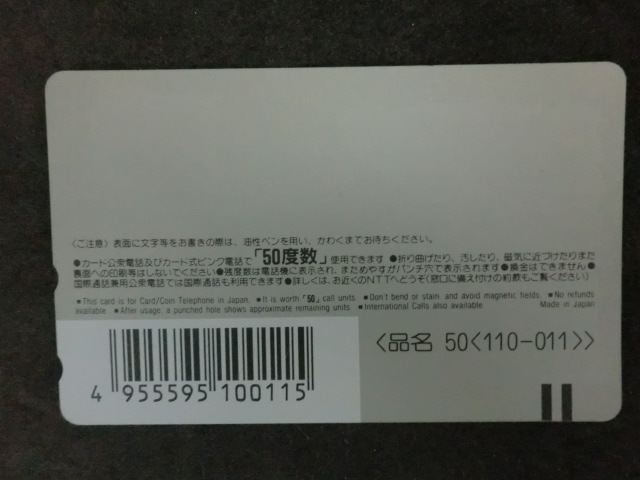 〈ご注意〉表面に文字等をお書きの際は、油性ペンを用い、かわくまでお待ちください。
●カード公衆電話及びカード式ピンク電話で「50度数」使用できます ●折り曲げたり、汚したり、磁気に近づけたりまた
裏面への印刷等はしないでください ●残度数は電話機に表示され、まためやすがパンチ穴で表示されます ●換金はできません ●
国際通話兼用公衆電話では国際通話も利用できます ●詳しくは、お近くのNTTへどうぞ(窓口に備え付けの約款もご覧ください)
●This card is for Card/Coin Telephone in Japan. ●It is worth「50」call units ●Don't bend or stain and avoid magnetic fields. ●No refunds
available. ●After usage, a punched hole shows approximate remaining units. ●International Calls also available Made in Japan
〈品名 50〈110-011〉〉
4 955595 100115